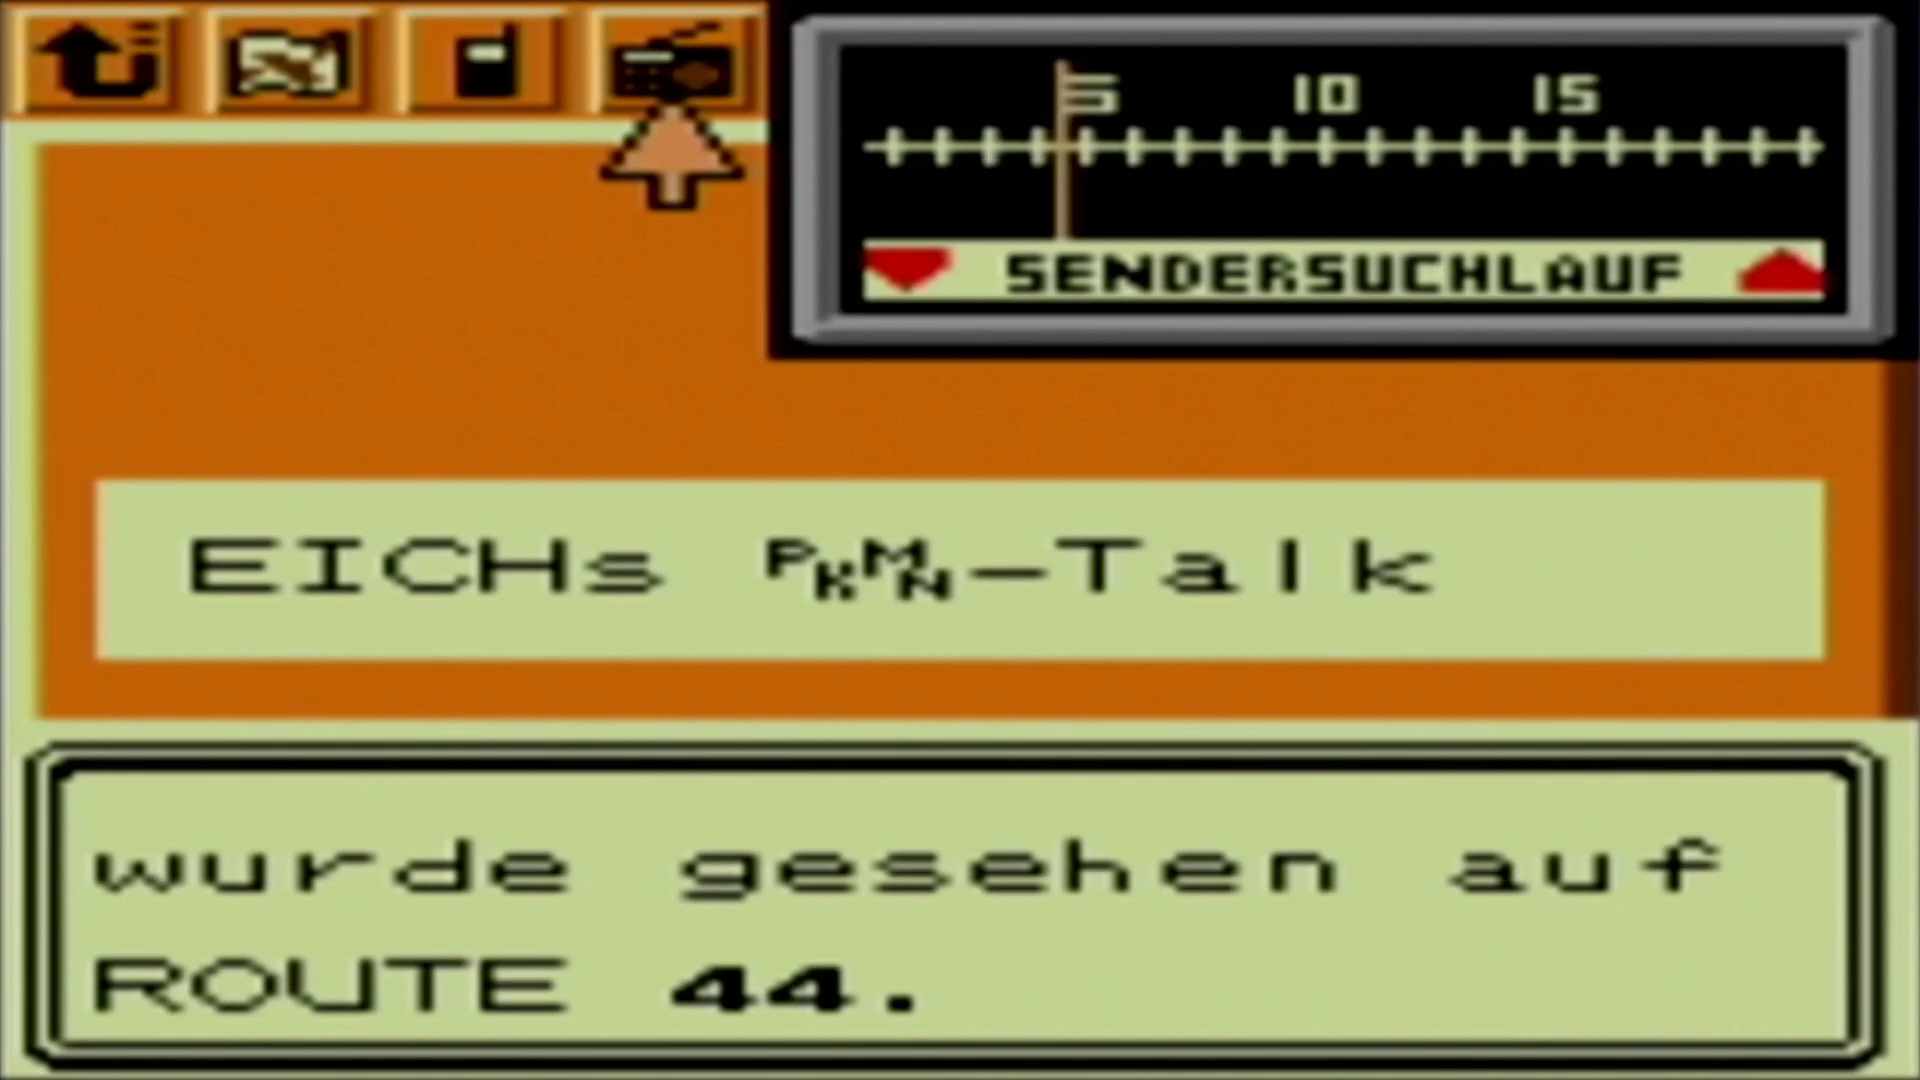 5 10 15
SENDERSUCHLAUF
EICHs PKMN-Talk
wurde gesehen auf
ROUTE 44.